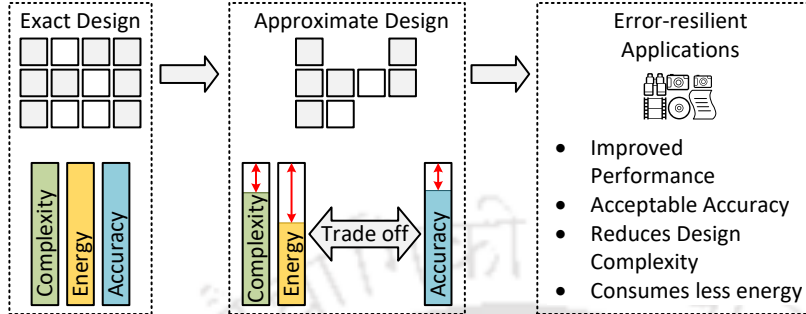 Exact Design
Approximate Design
Error-resilient
Applications
Complexity
Energy
Accuracy
Complexity
Energy
Trade off
Accuracy
• Improved
Performance
• Acceptable Accuracy
• Reduces Design
Complexity
• Consumes less energy